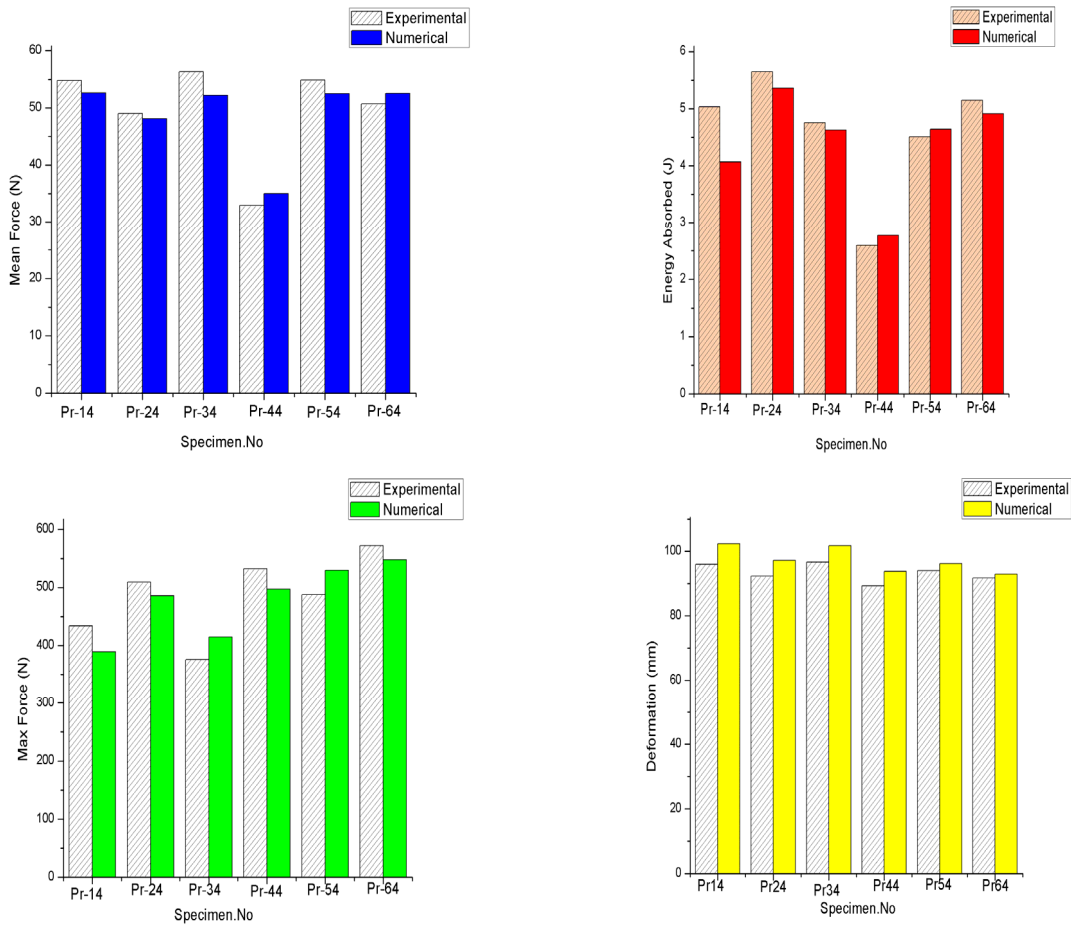 Experimental
Numerical
60
50
40
30
20
10
0
Mean Force (N)
Pr-14 Pr-24 Pr-34 Pr-44 Pr-54 Pr-64
Specimen.No
Experimental
Numerical
6
5
4
3
2
1
0
Energy Absorbed (J)
Pr-14 Pr-24 Pr-34 Pr-44 Pr-54 Pr-64
Specimen.No
Experimental
Numerical
600
500
400
300
200
100
0
Max Force (N)
Pr-14 Pr-24 Pr-34 Pr-44 Pr-54 Pr-64
Specimen.No
Experimental
Numerical
100
80
60
40
20
0
Deformation (mm)
Pr14 Pr24 Pr34 Pr44 Pr54 Pr64
Specimen.No